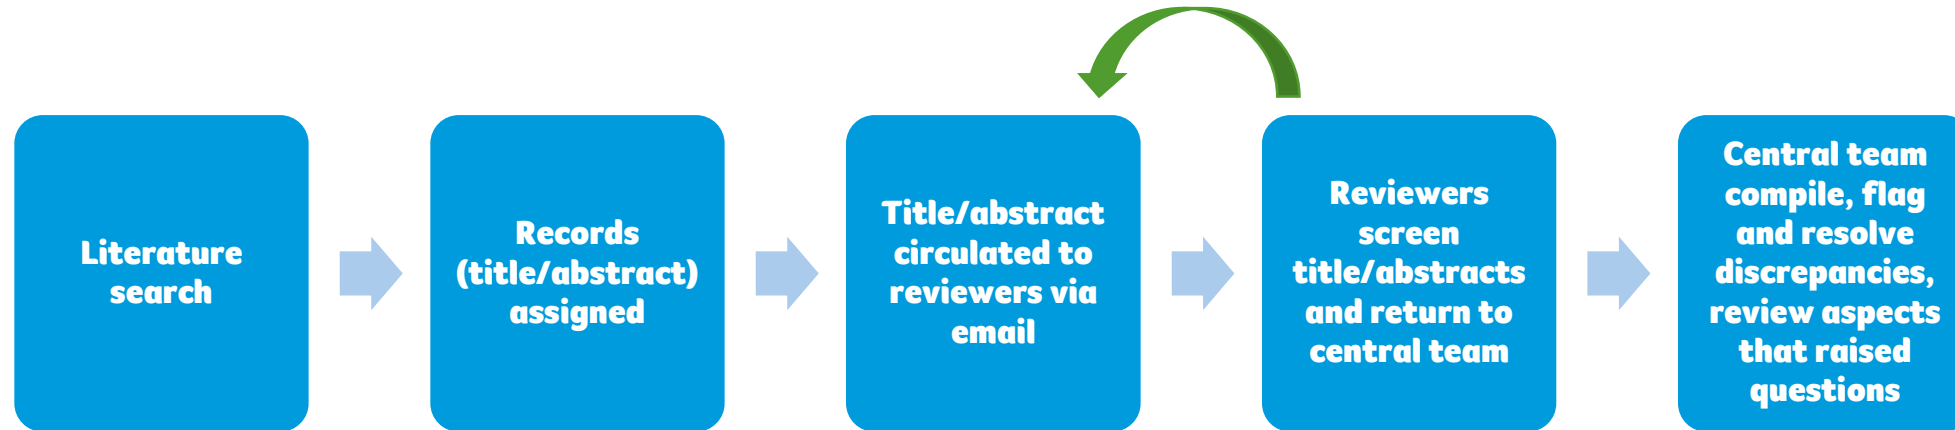 Literature
search
Records
(title/abstract)
assigned
Title/abstract
circulated to
reviewers via
email
Reviewers
screen
title/abstracts
and return to
central team
Central team
compile, flag
and resolve
discrepancies,
review aspects
that raised
questions